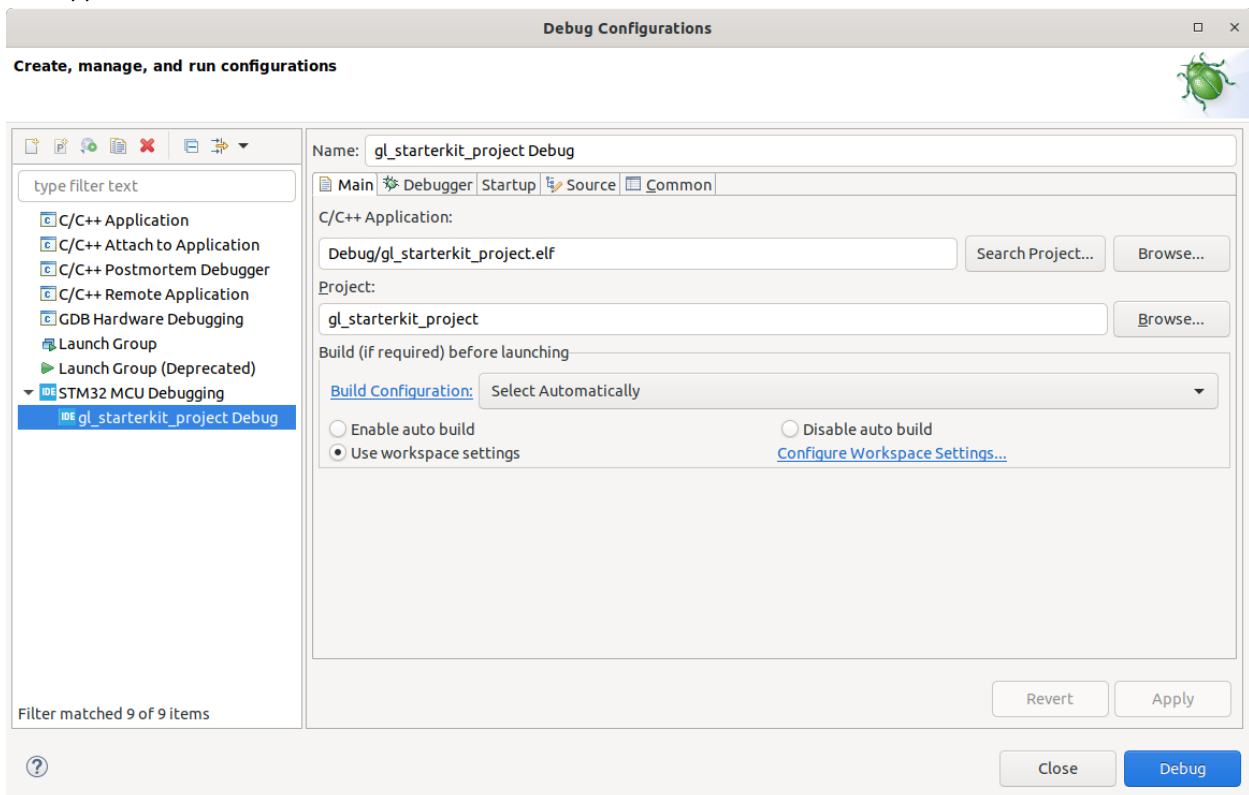 Debug Configurations
Create, manage, and run configurations
type filter text
C/C++ Application
C/C++ Attach to Application
C/C++ Postmortem Debugger
C/C++ Remote Application
GDB Hardware Debugging
Launch Group
Launch Group (Deprecated)
IDE STM32 MCU Debugging
IDE gl_starterkit_project Debug
Filter matched 9 of 9 items
Name: gl_starterkit_project Debug
Main Debugger Startup Source Common
C/C++ Application:
Debug/gl_starterkit_project.elf Search Project... Browse...
Project:
gl_starterkit_project Browse...
Build (if required) before launching
Build Configuration: Select Automatically
Enable auto build Disable auto build
Use workspace settings Configure Workspace Settings...
Revert Apply
Close Debug